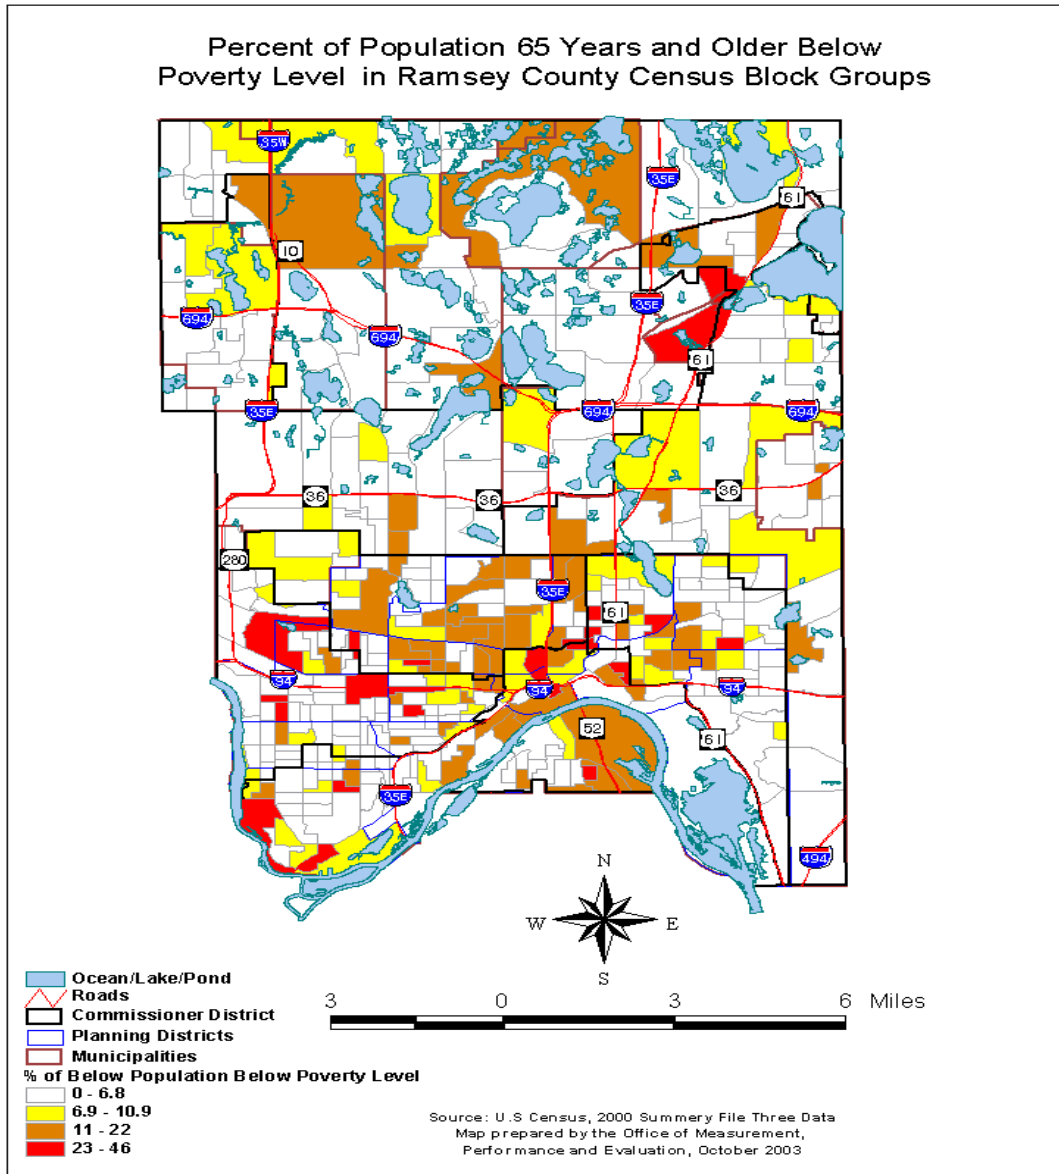 Percent of Population 65 Years and Older Below
Poverty Level in Ramsey County Census Block Groups
35W
35E
61
10
35E
694
694
61
35E
694
694
36
36
36
280
35E
61
94
94
94
52
61
35E
494
N
W E
S
Ocean/Lake/Pond
Roads
Commissioner District
Planning Districts
Municipalities
% of Below Population Below Poverty Level
0 - 6.8
6.9 - 10.9
11 - 22
23 - 46
3 0 3 6 Miles
Source: U.S Census, 2000 Summery File Three Data
Map prepared by the Office of Measurement,
Performance and Evaluation, October 2003